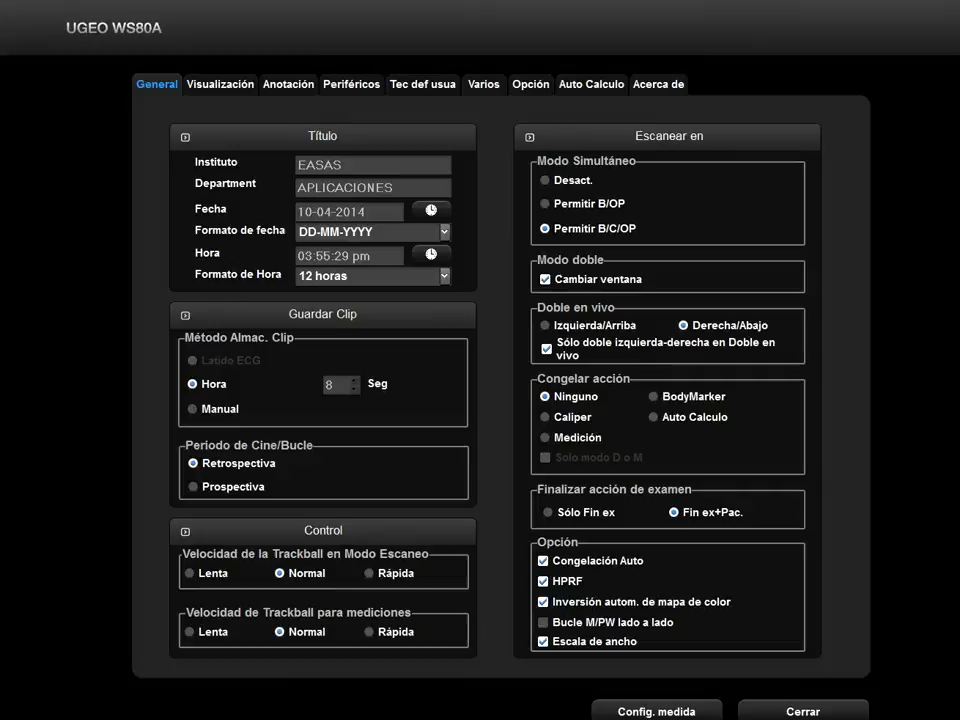 UGEO WS80A
General Visualización Anotación Periféricos Tec def usua Varios Opción Auto Calculo Acerca de
Título
Instituto EASAS
Department APLICACIONES
Fecha 10-04-2014
Formato de fecha DD-MM-YYYY
Hora 03:55:29 pm
Formato de Hora 12 horas
Guardar Clip
Método Almac. Clip
Latido ECG
Hora 8 Seg
Manual
Periodo de Cine/Bucle
Retrospectiva
Prospectiva
Control
Velocidad de la Trackball en Modo Escaneo
Lenta Normal Rápida
Velocidad de Trackball para mediciones
Lenta Normal Rápida
Escanear en
Modo Simultáneo
Desact.
Permitir B/OP
Permitir B/C/OP
Modo doble
Cambiar ventana
Doble en vivo
Izquierda/Arriba Derecha/Abajo
Sólo doble izquierda-derecha en Doble en
vivo
Congelar acción
Ninguno BodyMarker
Caliper Auto Calculo
Medición
Solo modo D o M
Finalizar acción de examen
Sólo Fin ex Fin ex+Pac.
Opción
Congelación Auto
HPRF
Inversión autom. de mapa de color
Bucle M/PW lado a lado
Escala de ancho
Config. medida Cerrar